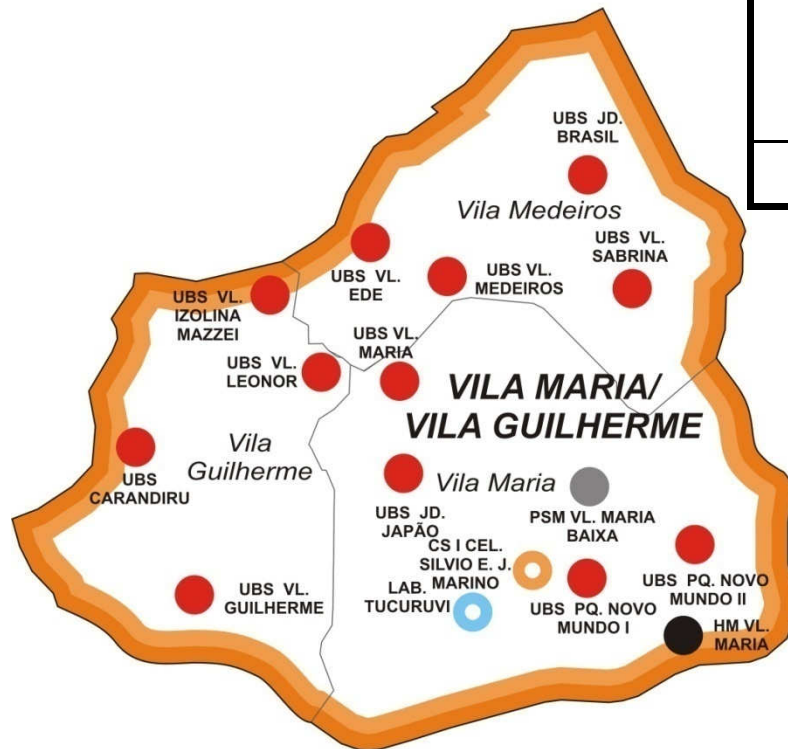 UBS JD.
BRASIL
Vila Medeiros
UBS VL.
SABRINA
UBS VL.
EDE
UBS VL.
MEDEIROS
UBS VL.
IZOLINA
MAZZEI
UBS VL.
MARIA
UBS VL.
LEONOR
VILA MARIA/
VILA GUILHERME
Vila
Guilherme
UBS
CARANDIRU
Vila Maria
UBS JD.
JAPÃO
PSM VL. MARIA
BAIXA
CS I CEL.
SILVIO E. J.
MARINO
LAB.
TUCURUVI
UBS PQ. NOVO
MUNDO I
UBS PQ. NOVO
MUNDO II
UBS VL.
GUILHERME
HM VL.
MARIA